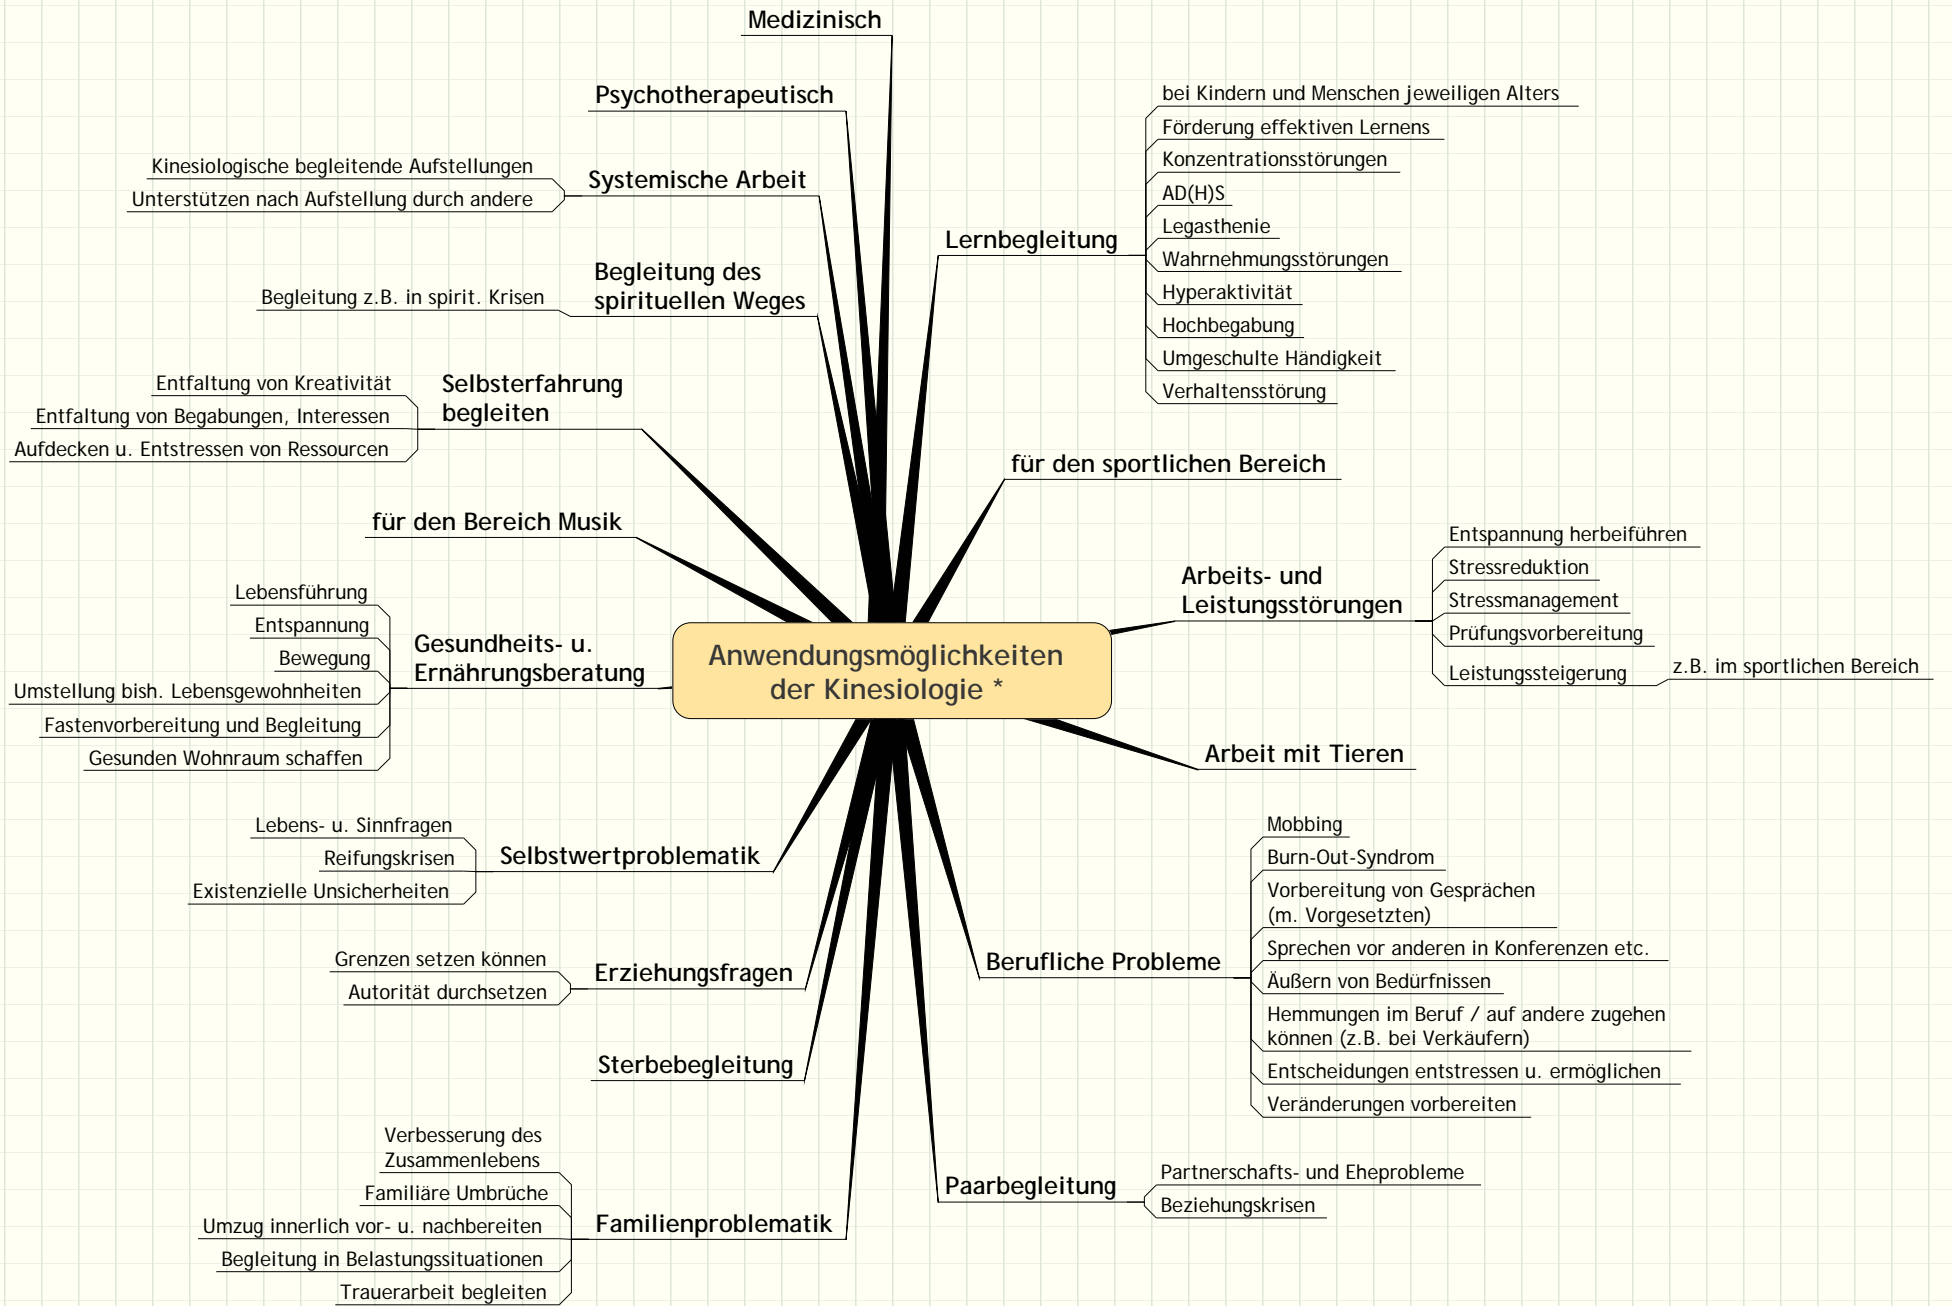 Anwendungsmöglichkeiten
der Kinesiologie *
Lernbegleitung
bei Kindern und Menschen jeweiligen Alters
Förderung effektiven Lernens
Konzentrationsstörungen
AD(H)S
Legasthenie
Wahrnehmungsstörungen
Hyperaktivität
Hochbegabung
Umgeschulte Händigkeit
Verhaltensstörung
für den sportlichen Bereich
Arbeits- und
Leistungsstörungen
Entspannung herbeiführen
Stressreduktion
Stressmanagement
Prüfungsvorbereitung
Leistungssteigerung
z.B. im sportlichen Bereich
Arbeit mit Tieren
Berufliche Probleme
Mobbing
Burn-Out-Syndrom
Vorbereitung von Gesprächen
(m. Vorgesetzten)
Sprechen vor anderen in Konferenzen etc.
Äußern von Bedürfnissen
Hemmungen im Beruf / auf andere zugehen
können (z.B. bei Verkäufern)
Entscheidungen entstressen u. ermöglichen
Veränderungen vorbereiten
Paarbegleitung
Partnerschafts- und Eheprobleme
Beziehungskrisen
Medizinisch
Psychotherapeutisch
Systemische Arbeit
Kinesiologische begleitende Aufstellungen
Unterstützen nach Aufstellung durch andere
Begleitung des
spirituellen Weges
Begleitung z.B. in spirit. Krisen
Selbsterfahrung
begleiten
Entfaltung von Kreativität
Entfaltung von Begabungen, Interessen
Aufdecken u. Entstressen von Ressourcen
für den Bereich Musik
Gesundheits- u.
Ernährungsberatung
Lebensführung
Entspannung
Bewegung
Umstellung bish. Lebensgewohnheiten
Fastenvorbereitung und Begleitung
Gesunden Wohnraum schaffen
Selbstwertproblematik
Lebens- u. Sinnfragen
Reifungskrisen
Existenzielle Unsicherheiten
Erziehungsfragen
Grenzen setzen können
Autorität durchsetzen
Sterbebegleitung
Familienproblematik
Verbesserung des
Zusammenlebens
Familiäre Umbrüche
Umzug innerlich vor- u. nachbereiten
Begleitung in Belastungssituationen
Trauerarbeit begleiten